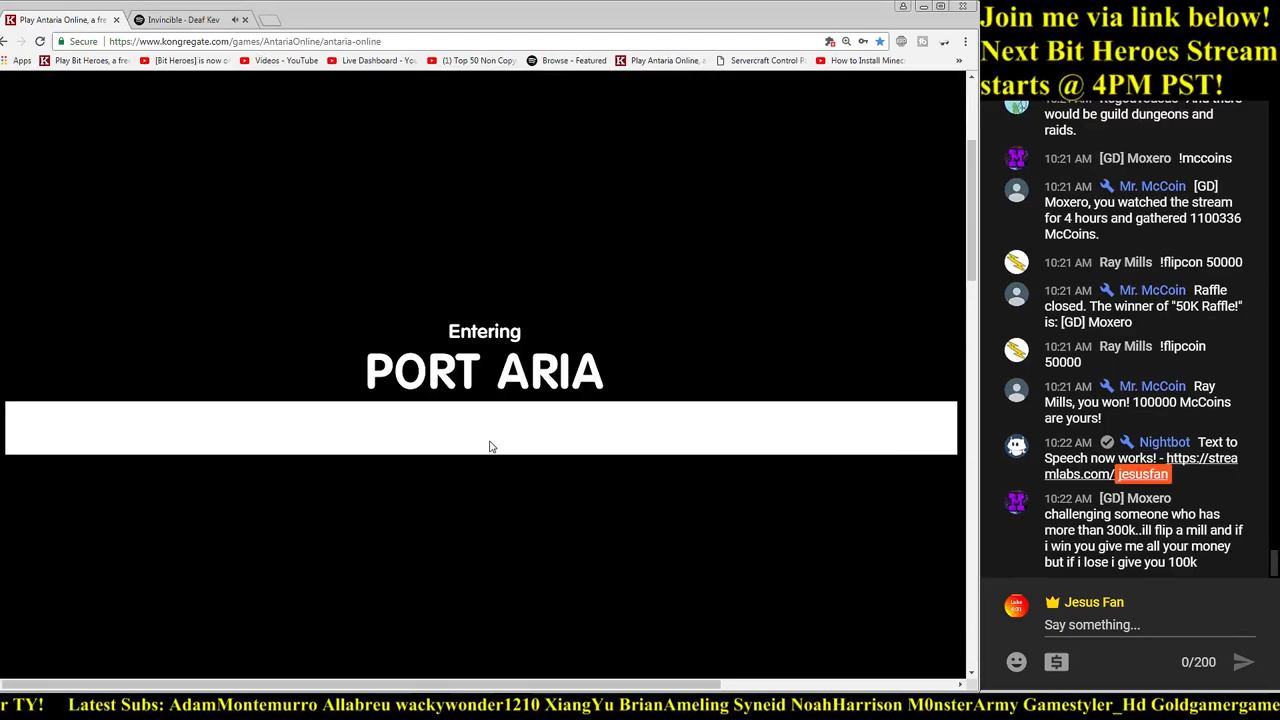 Play Antaria Online, a fre
Invincible - Deaf Kev
Secure
https://www.kongregate.com/games/AntariaOnline/antaria-online
Apps
Play Bit Heroes, a free
[Bit Heroes] is now o
Videos - YouTube
Live Dashboard - You
(1) Top 50 Non Copy
Browse - Featured
Play Antaria Online, a
Servercraft Control P
How to Install Minec
»
Entering
PORT ARIA
Join me via link below!
Next Bit Heroes Stream
starts @ 4PM PST!
would be guild dungeons and
raids.
10:21 AM [GD] Moxero !mccoins
10:21 AM Mr. McCoin [GD]
Moxero, you watched the stream
for 4 hours and gathered 1100336
McCoins.
10:21 AM Ray Mills !flipcon 50000
10:21 AM Mr. McCoin Raffle
closed. The winner of "50K Raffle!"
is: [GD] Moxero
10:21 AM Ray Mills !flipcoin
50000
10:21 AM Mr. McCoin Ray
Mills, you won! 100000 McCoins
are yours!
10:22 AM Nightbot Text to
Speech now works! - https://strea
mlabs.com/jesusfan
10:22 AM [GD] Moxero
challenging someone who has
more than 300k..ill flip a mill and if
i win you give me all your money
but if i lose i give you 100k
Jesus Fan
Say something...
0/200
r TY! Latest Subs: AdamMontemurro Allabreu wackywonder1210 XiangYu BrianAmeling Syneid NoahHarrison M0nsterArmy Gamestyler_Hd Goldgamergame